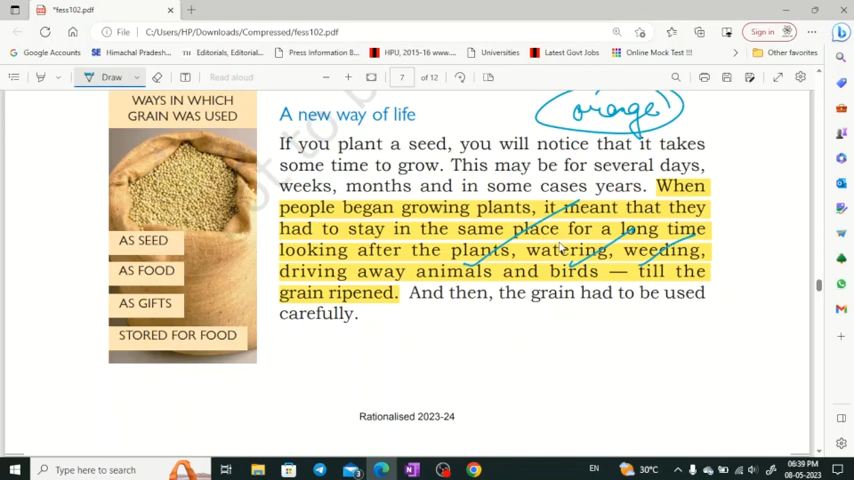 *fess102.pdf
Sign in
File
C:/Users/HP/Downloads/Compressed/fess102.pdf
Google Accounts
Himachal Pradesh...
Editorials, Editorial...
Press Information B...
HPU, 2015-16 www....
Universities
Latest Govt Jobs
Online Mock Test !!!
Other favorites
Draw
Read aloud
7 of 12
WAYS IN WHICH
GRAIN WAS USED
AS SEED
AS FOOD
AS GIFTS
STORED FOR FOOD
orange
A new way of life
If you plant a seed, you will notice that it takes
some time to grow. This may be for several days,
weeks, months and in some cases years. When
people began growing plants, it meant that they
had to stay in the same place for a long time
looking after the plants, watering, weeding,
driving away animals and birds — till the
grain ripened. And then, the grain had to be used
carefully.
Rationalised 2023-24
Type here to search
3
EN
30°C
06:39 PM
08-05-2023